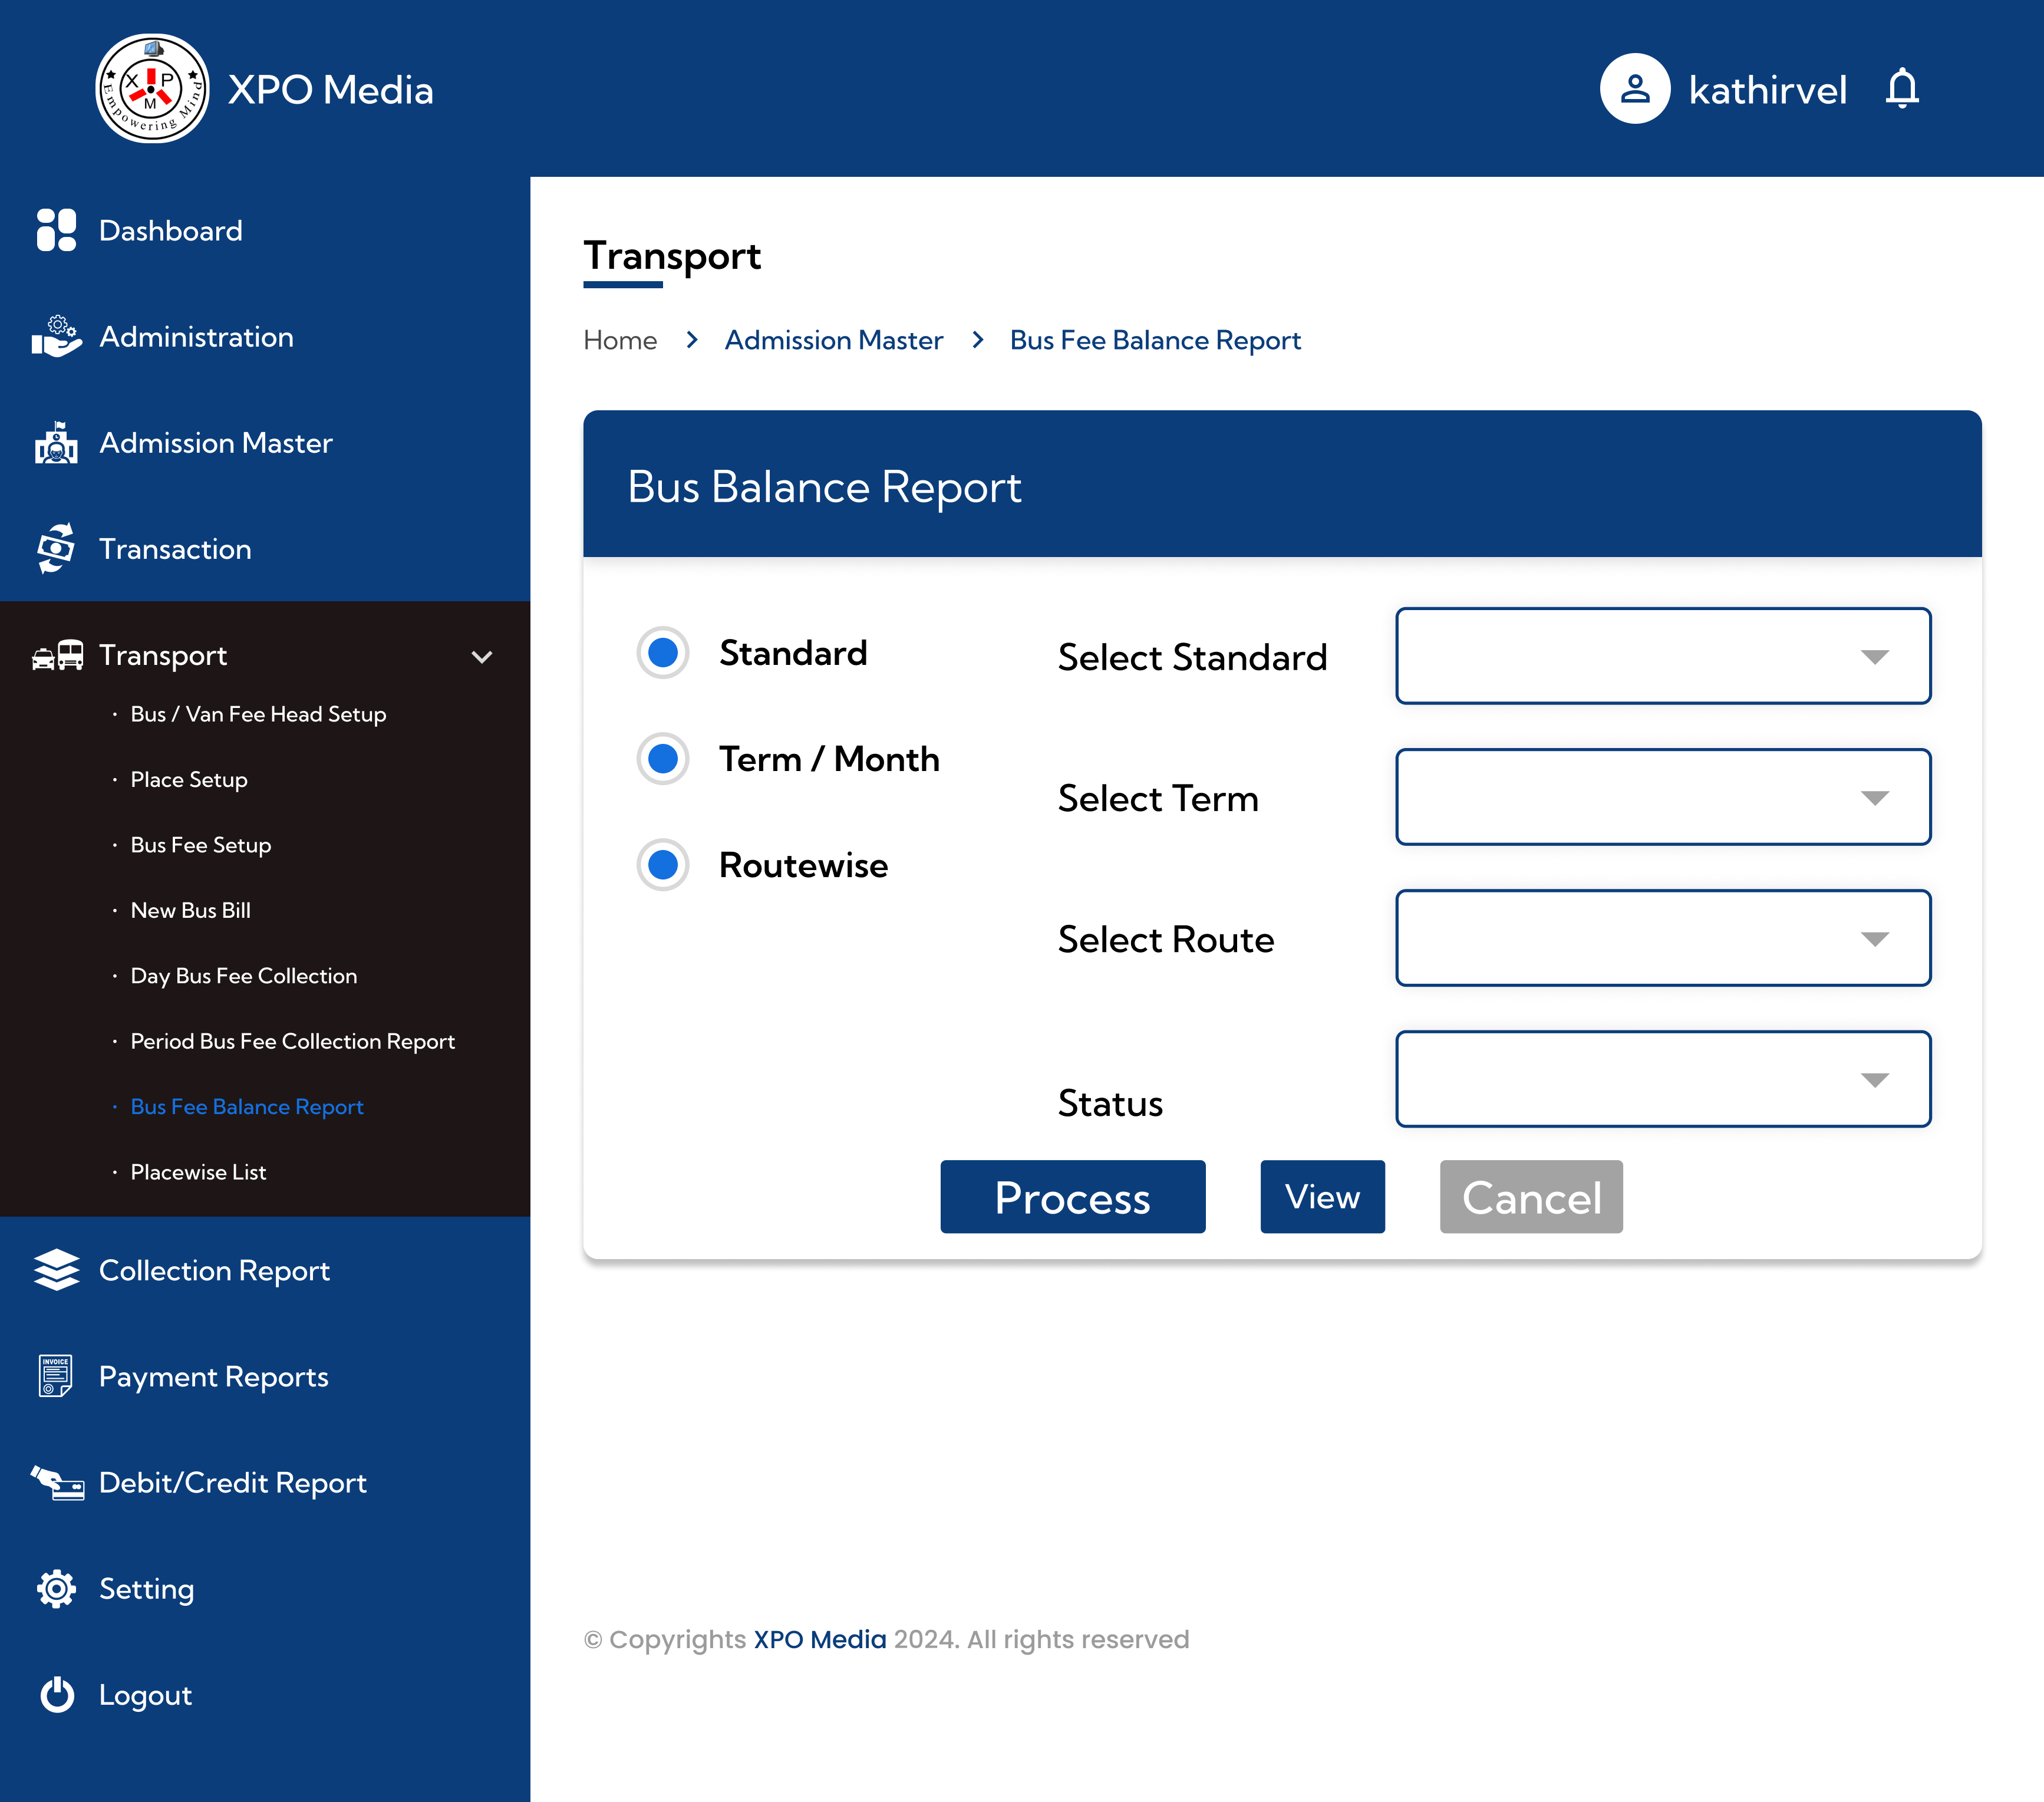 X P M
Empowering Mind
XPO Media
kathirvel
Dashboard
Administration
Admission Master
Transaction
Transport
· Bus / Van Fee Head Setup
· Place Setup
· Bus Fee Setup
· New Bus Bill
· Day Bus Fee Collection
· Period Bus Fee Collection Report
· Bus Fee Balance Report
· Placewise List
Collection Report
INVOICE
Payment Reports
Debit/Credit Report
Setting
Logout
Transport
Home > Admission Master > Bus Fee Balance Report
Bus Balance Report
Standard
Term / Month
Routewise
Select Standard
Select Term
Select Route
Status
Process View Cancel
© Copyrights XPO Media 2024. All rights reserved